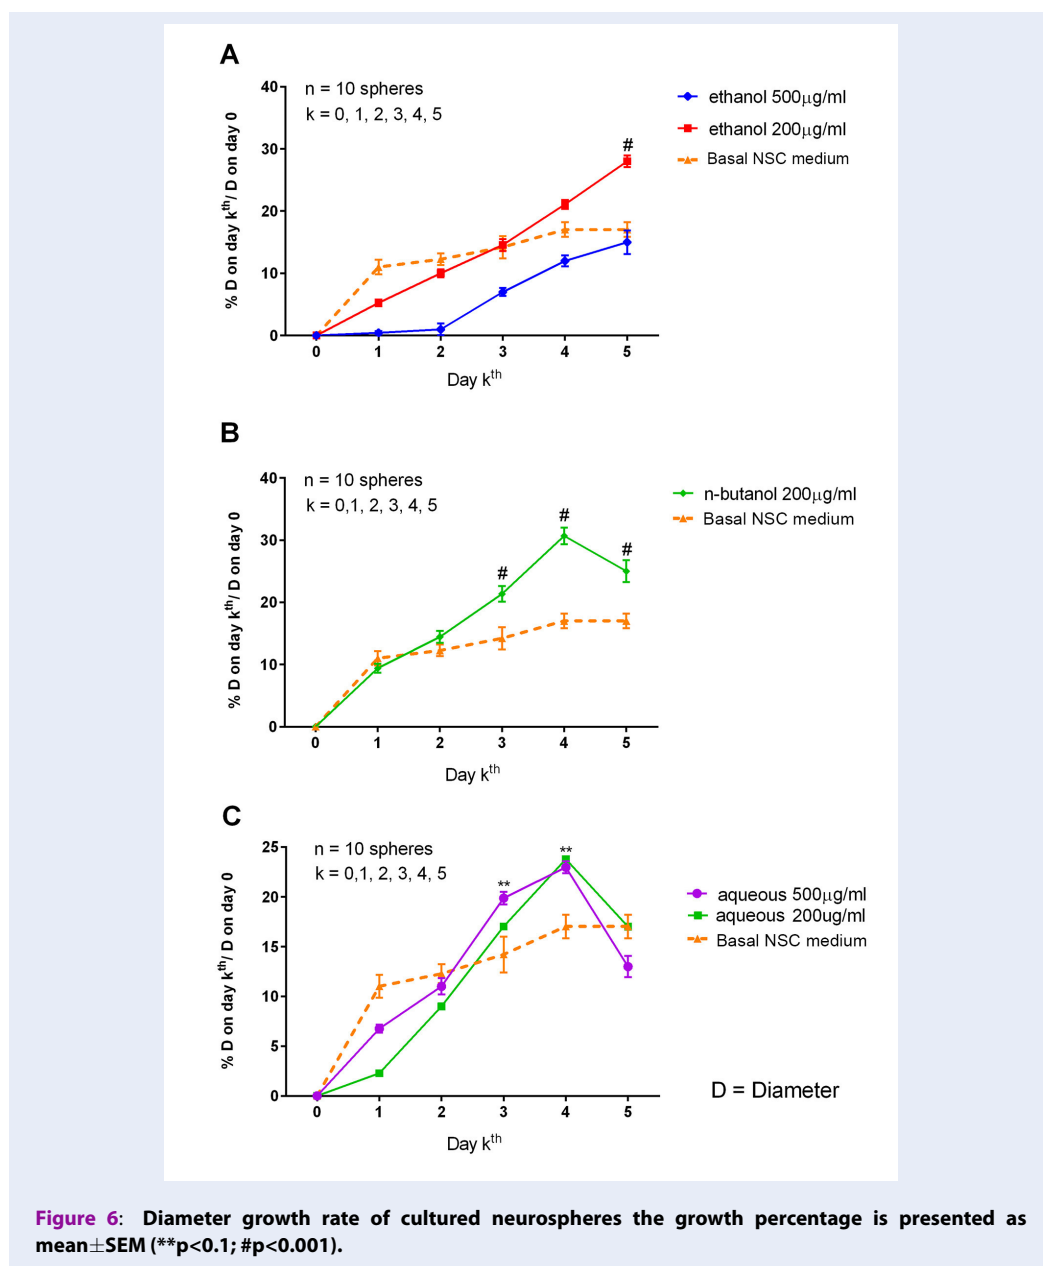 A
n = 10 spheres
k = 0, 1, 2, 3, 4, 5
% D on day kth/ D on day 0
40
30
20
10
0
#
0 1 2 3 4 5
Day kth
ethanol 500μg/ml
ethanol 200μg/ml
Basal NSC medium
B
n = 10 spheres
k = 0,1, 2, 3, 4, 5
% D on day kth/ D on day 0
40
30
20
10
0
# # #
0 1 2 3 4 5
Day kth
n-butanol 200μg/ml
Basal NSC medium
C
n = 10 spheres
k = 0,1, 2, 3, 4, 5
% D on day kth/ D on day 0
25
20
15
10
5
0
** **
0 1 2 3 4 5
Day kth
aqueous 500μg/ml
aqueous 200ug/ml
Basal NSC medium
D = Diameter
Figure 6: Diameter growth rate of cultured neurospheres the growth percentage is presented as
mean±SEM (**p<0.1; #p<0.001).